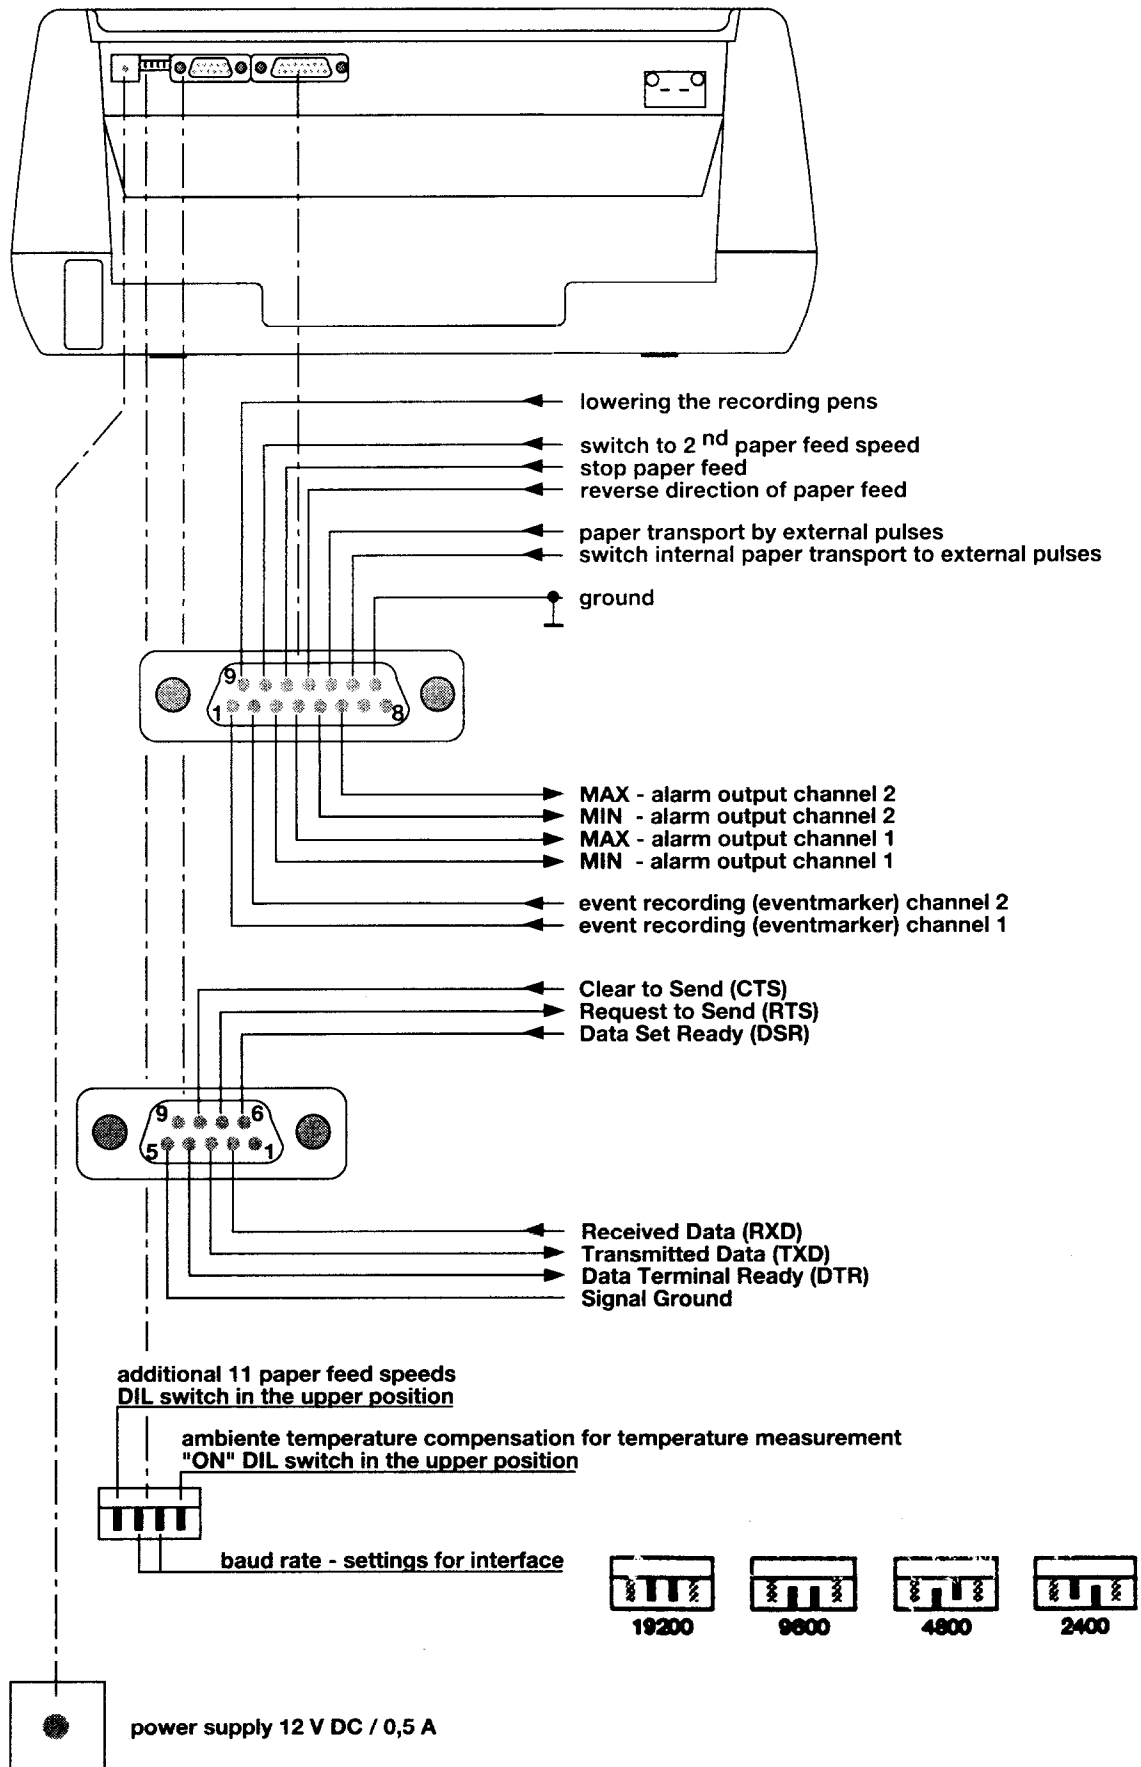 lowering the recording pens
switch to 2 nd paper feed speed
stop paper feed
reverse direction of paper feed
paper transport by external pulses
switch internal paper transport to external pulses
ground
9
1 8
MAX - alarm output channel 2
MIN - alarm output channel 2
MAX - alarm output channel 1
MIN - alarm output channel 1
event recording (eventmarker) channel 2
event recording (eventmarker) channel 1
Clear to Send (CTS)
Request to Send (RTS)
Data Set Ready (DSR)
9 6
5 1
Received Data (RXD)
Transmitted Data (TXD)
Data Terminal Ready (DTR)
Signal Ground
additional 11 paper feed speeds
DIL switch in the upper position
ambiente temperature compensation for temperature measurement
"ON" DIL switch in the upper position
baud rate - settings for interface
19200 9600 4800 2400
power supply 12 V DC / 0,5 A